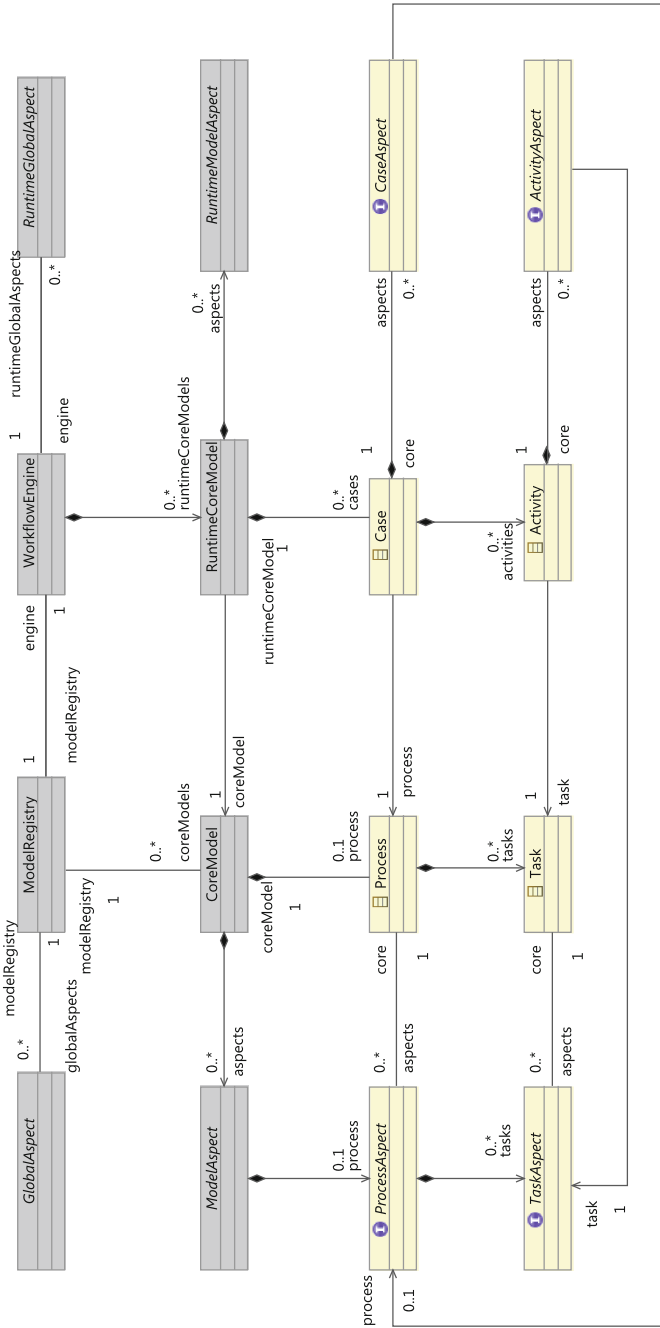 modelRegistry
1
runtimeGlobalAspects
0..*
1
engine
GlobalAspect
ModelRegistry
WorkflowEngine
RuntimeGlobalAspect
1
1
engine
0..*
globalAspects
modelRegistry
modelRegistry
1
0..*
coreModels
0..*
runtimeCoreModels
0..*
aspects
ModelAspect
CoreModel
RuntimeCoreModel
RuntimeModelAspect
0..*
aspects
1
coreModel
coreModel
1
runtimeCoreModel
1
0..1
process
0..1
process
0..*
cases
1
process
0..1
ProcessAspect
Process
Case
CaseAspect
0..*
aspects
core
1
1
process
core
aspects
0..*
0..*
tasks
0..*
tasks
0..*
activities
1
TaskAspect
Task
Activity
ActivityAspect
0..*
aspects
core
1
1
task
core
aspects
0..*
task
1